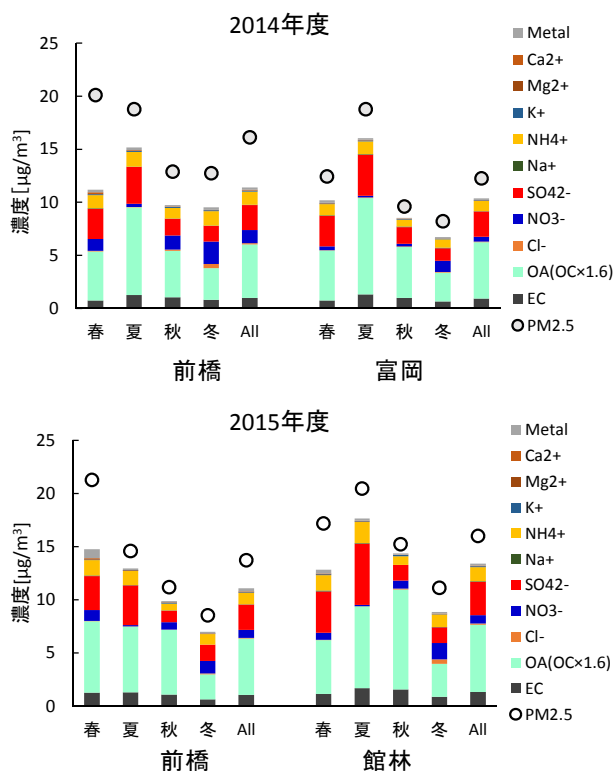 2014年度
25
20
15
10
5
0
濃度[μg/m³]
春 夏 秋 冬 All 春 夏 秋 冬 All
前橋 富岡
Metal
Ca2+
Mg2+
K+
NH4+
Na+
SO42-
NO3-
Cl-
OA(OC×1.6)
EC
PM2.5
2015年度
25
20
15
10
5
0
濃度[μg/m³]
春 夏 秋 冬 All 春 夏 秋 冬 All
前橋 館林
Metal
Ca2+
Mg2+
K+
NH4+
Na+
SO42-
NO3-
Cl-
OA(OC×1.6)
EC
PM2.5